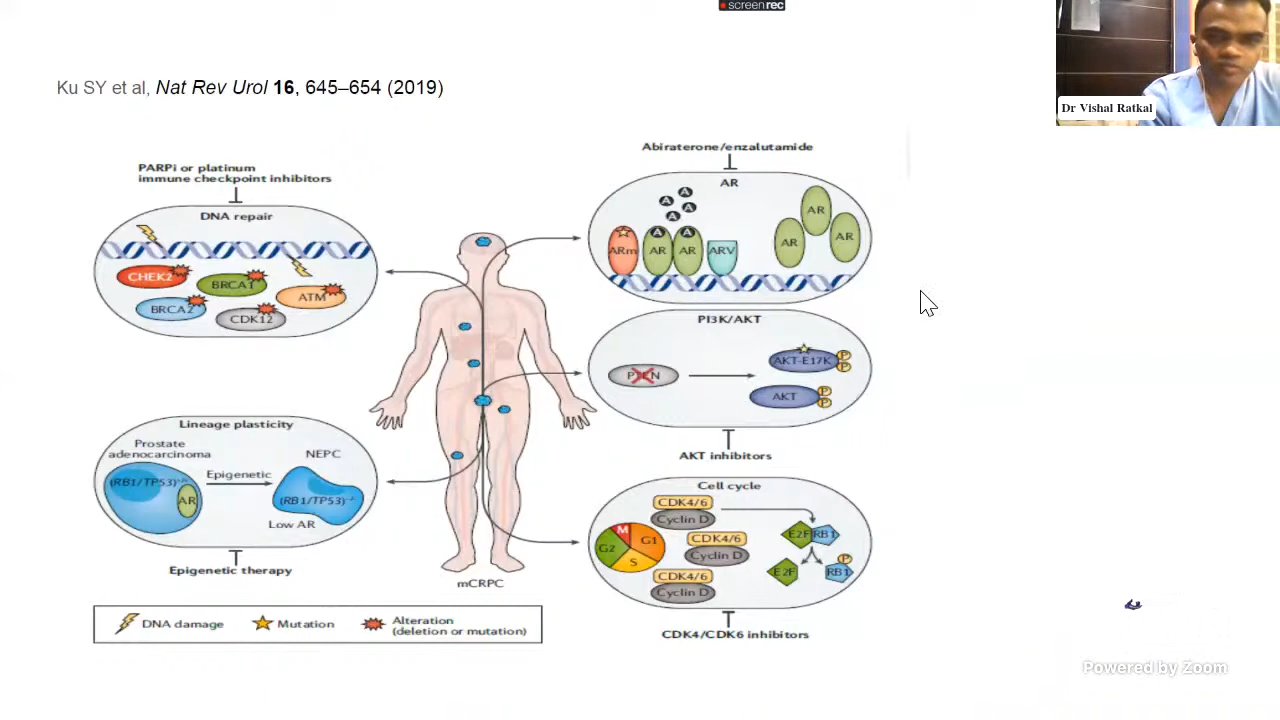 screenrec
Dr Vishal Ratkal
Ku SY et al, Nat Rev Urol 16, 645–654 (2019)
PARPi or platinum
immune checkpoint inhibitors
DNA repair
CHEK2
BRCA1
ATM
BRCA2
CDK12
Abiraterone/enzalutamide
AR
A
A
A
A
A
A
ARm
AR
AR
ARV
AR
AR
AR
PI3K/AKT
PTEN
AKT-E17K
P
P
AKT
P
P
AKT inhibitors
Lineage plasticity
Prostate
adenocarcinoma
(RB1/TP53)-/-
AR
Epigenetic
NEPC
(RB1/TP53)-/-
Low AR
Epigenetic therapy
Cell cycle
M
G1
S
G2
CDK4/6
Cyclin D
CDK4/6
Cyclin D
CDK4/6
Cyclin D
E2F
RB1
E2F
P
RB1
CDK4/CDK6 inhibitors
mCRPC
DNA damage
Mutation
Alteration
(deletion or mutation)
Powered by Zoom